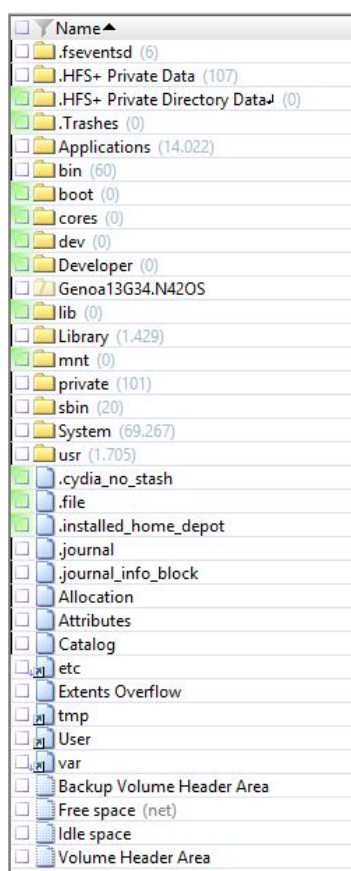 Name
.fseventsd (6)
.HFS+ Private Data (107)
.HFS+ Private Directory Data↲ (0)
.Trashes (0)
Applications (14.022)
bin (60)
boot (0)
cores (0)
dev (0)
Developer (0)
Genoa13G34.N42OS
lib (0)
Library (1.429)
mnt (0)
private (101)
sbin (20)
System (69.267)
usr (1.705)
.cydia_no_stash
.file
.installed_home_depot
.journal
.journal_info_block
Allocation
Attributes
Catalog
etc
Extents Overflow
tmp
User
var
Backup Volume Header Area
Free space (net)
Idle space
Volume Header Area